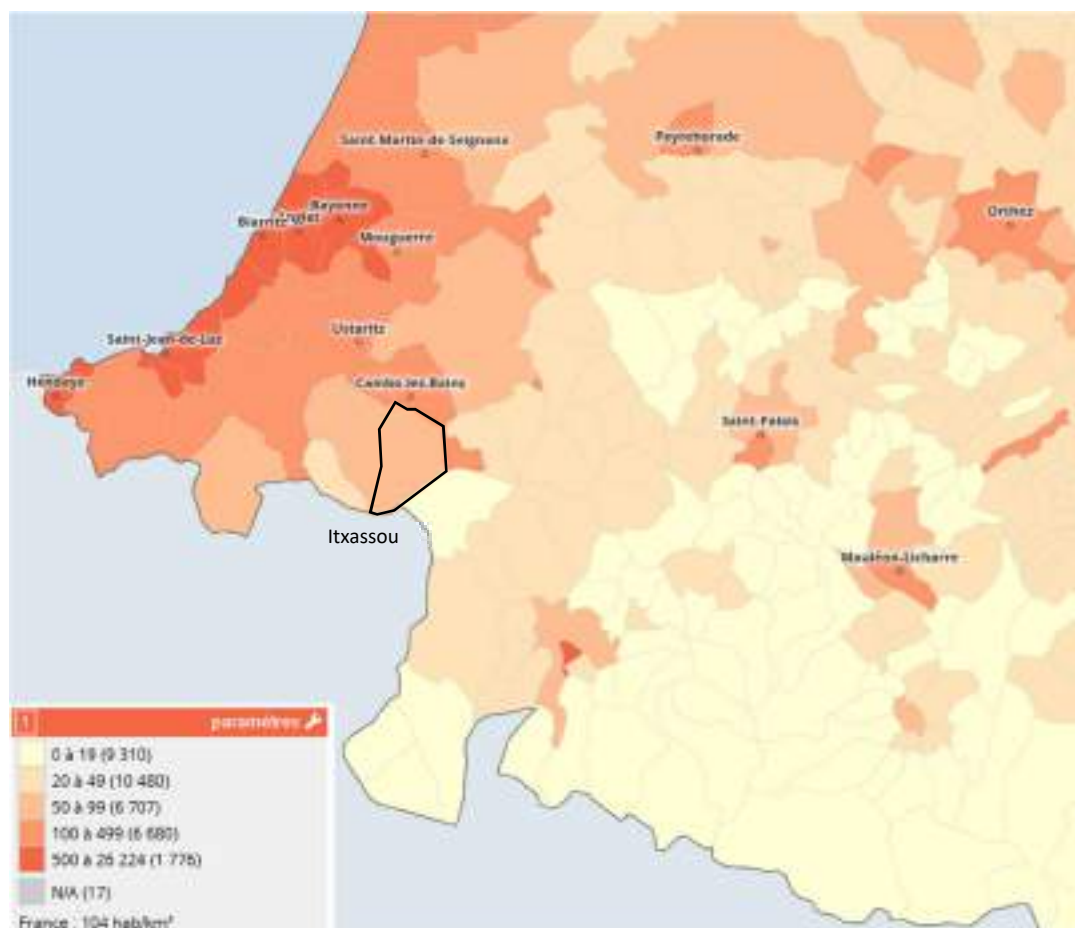 Saint-Martin-de-Seignanx
Peyrehorade
Bayonne
Biarritz Anglet
Orthez
Mouguerre
Ustaritz
Saint-Jean-de-Luz
Hendaye
Cambo-les-Bains
Saint-Palais
Itxassou
Mauléon-Licharre
1 paramètres
0 à 19 (9 310)
20 à 49 (10 480)
50 à 99 (6 707)
100 à 499 (6 680)
500 à 26 224 (1 776)
N/A (17)
France : 104 hab/km²